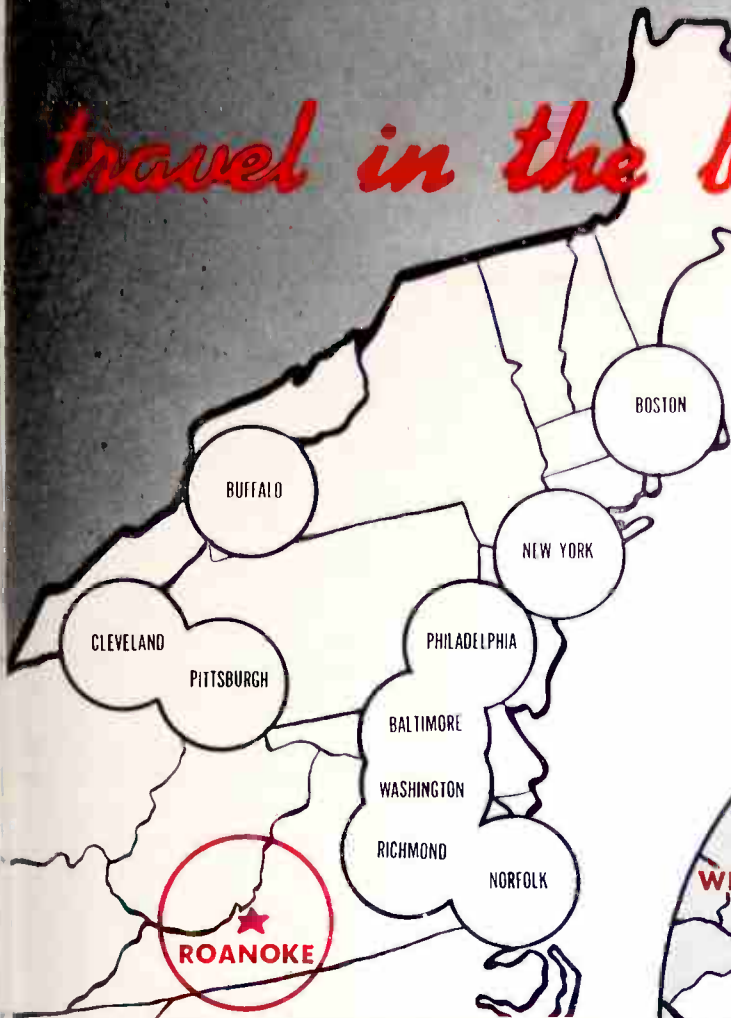 travel in the
BOSTON
BUFFALO
NEW YORK
CLEVELAND
PITTSBURGH
PHILADELPHIA
BALTIMORE
WASHINGTON
RICHMOND
NORFOLK
ROANOKE